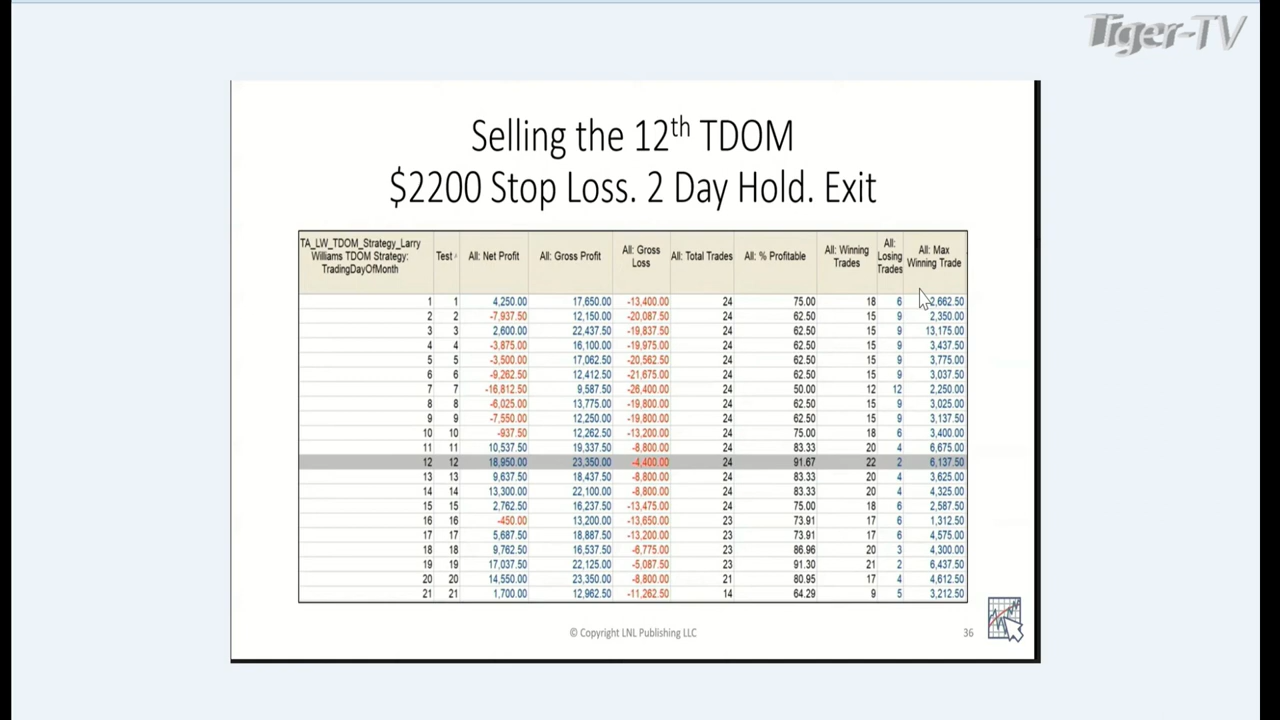 Tiger-TV
Selling the 12th TDOM
$2200 Stop Loss. 2 Day Hold. Exit
TA_LW_TDOM_Strategy_Larry Williams TDOM Strategy: TradingDayOfMonth Test All: Net Profit All: Gross Profit All: Gross Loss All: Total Trades All: % Profitable All: Winning Trades All: Losing Trades All: Max Winning Trade
1 1 4,250.00 17,650.00 -13,400.00 24 75.00 18 6 2,662.50
2 2 -7,937.50 12,150.00 -20,087.50 24 62.50 15 9 2,350.00
3 3 2,600.00 22,437.50 -19,837.50 24 62.50 15 9 13,175.00
4 4 -3,875.00 16,100.00 -19,975.00 24 62.50 15 9 3,437.50
5 5 -3,500.00 17,062.50 -20,562.50 24 62.50 15 9 3,775.00
6 6 -9,262.50 12,412.50 -21,675.00 24 62.50 15 9 3,037.50
7 7 -16,812.50 9,587.50 -26,400.00 24 50.00 12 12 2,250.00
8 8 -6,025.00 13,775.00 -19,800.00 24 62.50 15 9 3,025.00
9 9 -7,550.00 12,250.00 -19,800.00 24 62.50 15 9 3,137.50
10 10 -937.50 12,262.50 -13,200.00 24 75.00 18 6 3,400.00
11 11 10,537.50 19,337.50 -8,800.00 24 83.33 20 4 6,675.00
12 12 18,950.00 23,350.00 -4,400.00 24 91.67 22 2 6,137.50
13 13 9,637.50 18,437.50 -8,800.00 24 83.33 20 4 3,625.00
14 14 13,300.00 22,100.00 -8,800.00 24 83.33 20 4 4,325.00
15 15 2,762.50 16,237.50 -13,475.00 24 75.00 18 6 2,587.50
16 16 -450.00 13,200.00 -13,650.00 23 73.91 17 6 1,312.50
17 17 5,687.50 18,887.50 -13,200.00 23 73.91 17 6 4,575.00
18 18 9,762.50 16,537.50 -6,775.00 23 86.96 20 3 4,300.00
19 19 17,037.50 22,125.00 -5,087.50 23 91.30 21 2 6,437.50
20 20 14,550.00 23,350.00 -8,800.00 21 80.95 17 4 4,612.50
21 21 1,700.00 12,962.50 -11,262.50 14 64.29 9 5 3,212.50
© Copyright LNL Publishing LLC
36